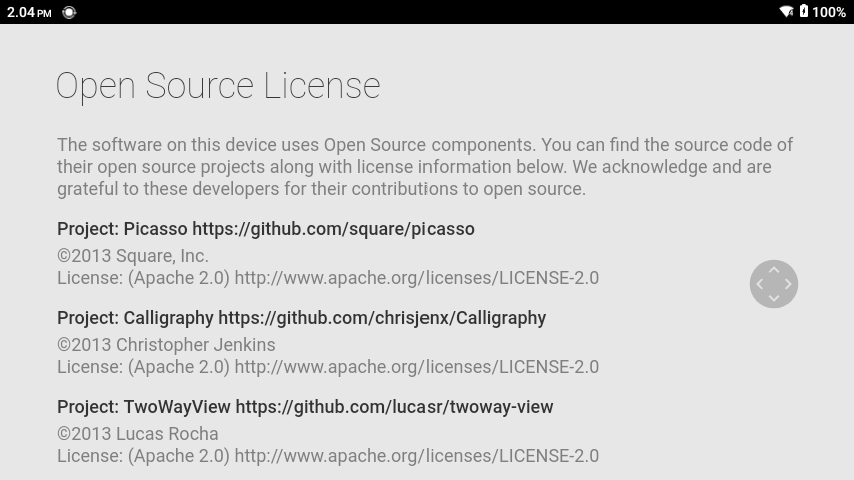 2.04 PM
100%
Open Source License
The software on this device uses Open Source components. You can find the source code of
their open source projects along with license information below. We acknowledge and are
grateful to these developers for their contributions to open source.
Project: Picasso https://github.com/square/picasso
©2013 Square, Inc.
License: (Apache 2.0) http://www.apache.org/licenses/LICENSE-2.0
Project: Calligraphy https://github.com/chrisjenx/Calligraphy
©2013 Christopher Jenkins
License: (Apache 2.0) http://www.apache.org/licenses/LICENSE-2.0
Project: TwoWayView https://github.com/lucasr/twoway-view
©2013 Lucas Rocha
License: (Apache 2.0) http://www.apache.org/licenses/LICENSE-2.0